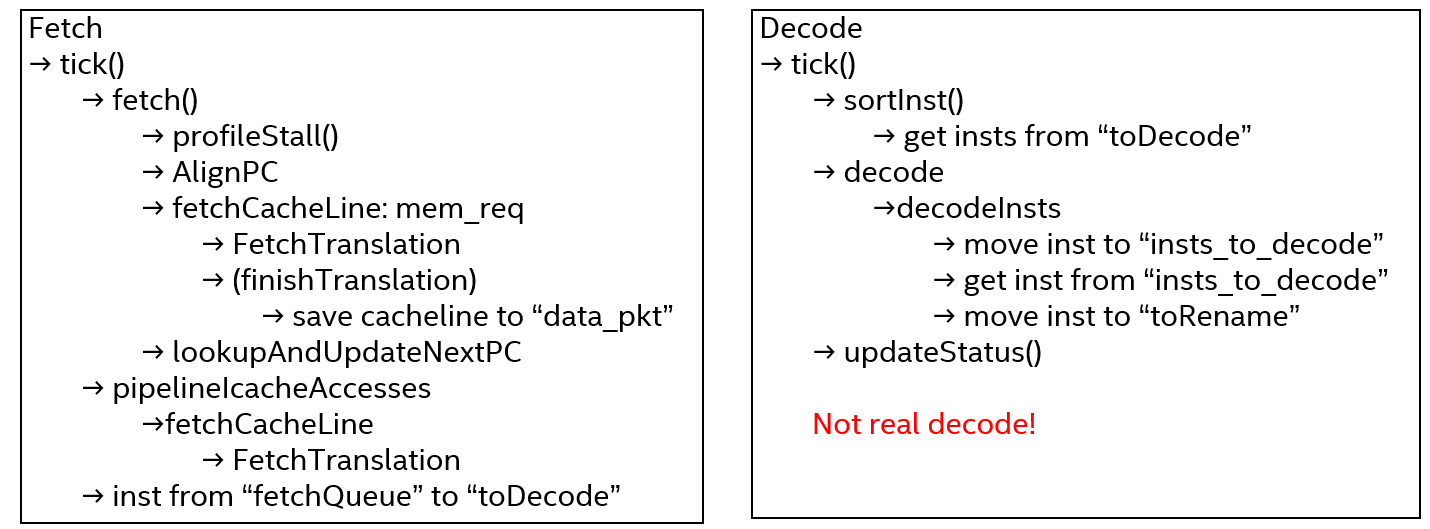 Fetch
→ tick()
→ fetch()
→ profileStall()
→ AlignPC
→ fetchCacheLine: mem_req
→ FetchTranslation
→ (finishTranslation)
→ save cacheline to “data_pkt”
→ lookupAndUpdateNextPC
→ pipelineIcacheAccesses
→fetchCacheLine
→ FetchTranslation
→ inst from “fetchQueue” to “toDecode”
Decode
→ tick()
→ sortInst()
→ get insts from “toDecode”
→ decode
→decodeInsts
→ move inst to “insts_to_decode”
→ get inst from “insts_to_decode”
→ move inst to “toRename”
→ updateStatus()
Not real decode!